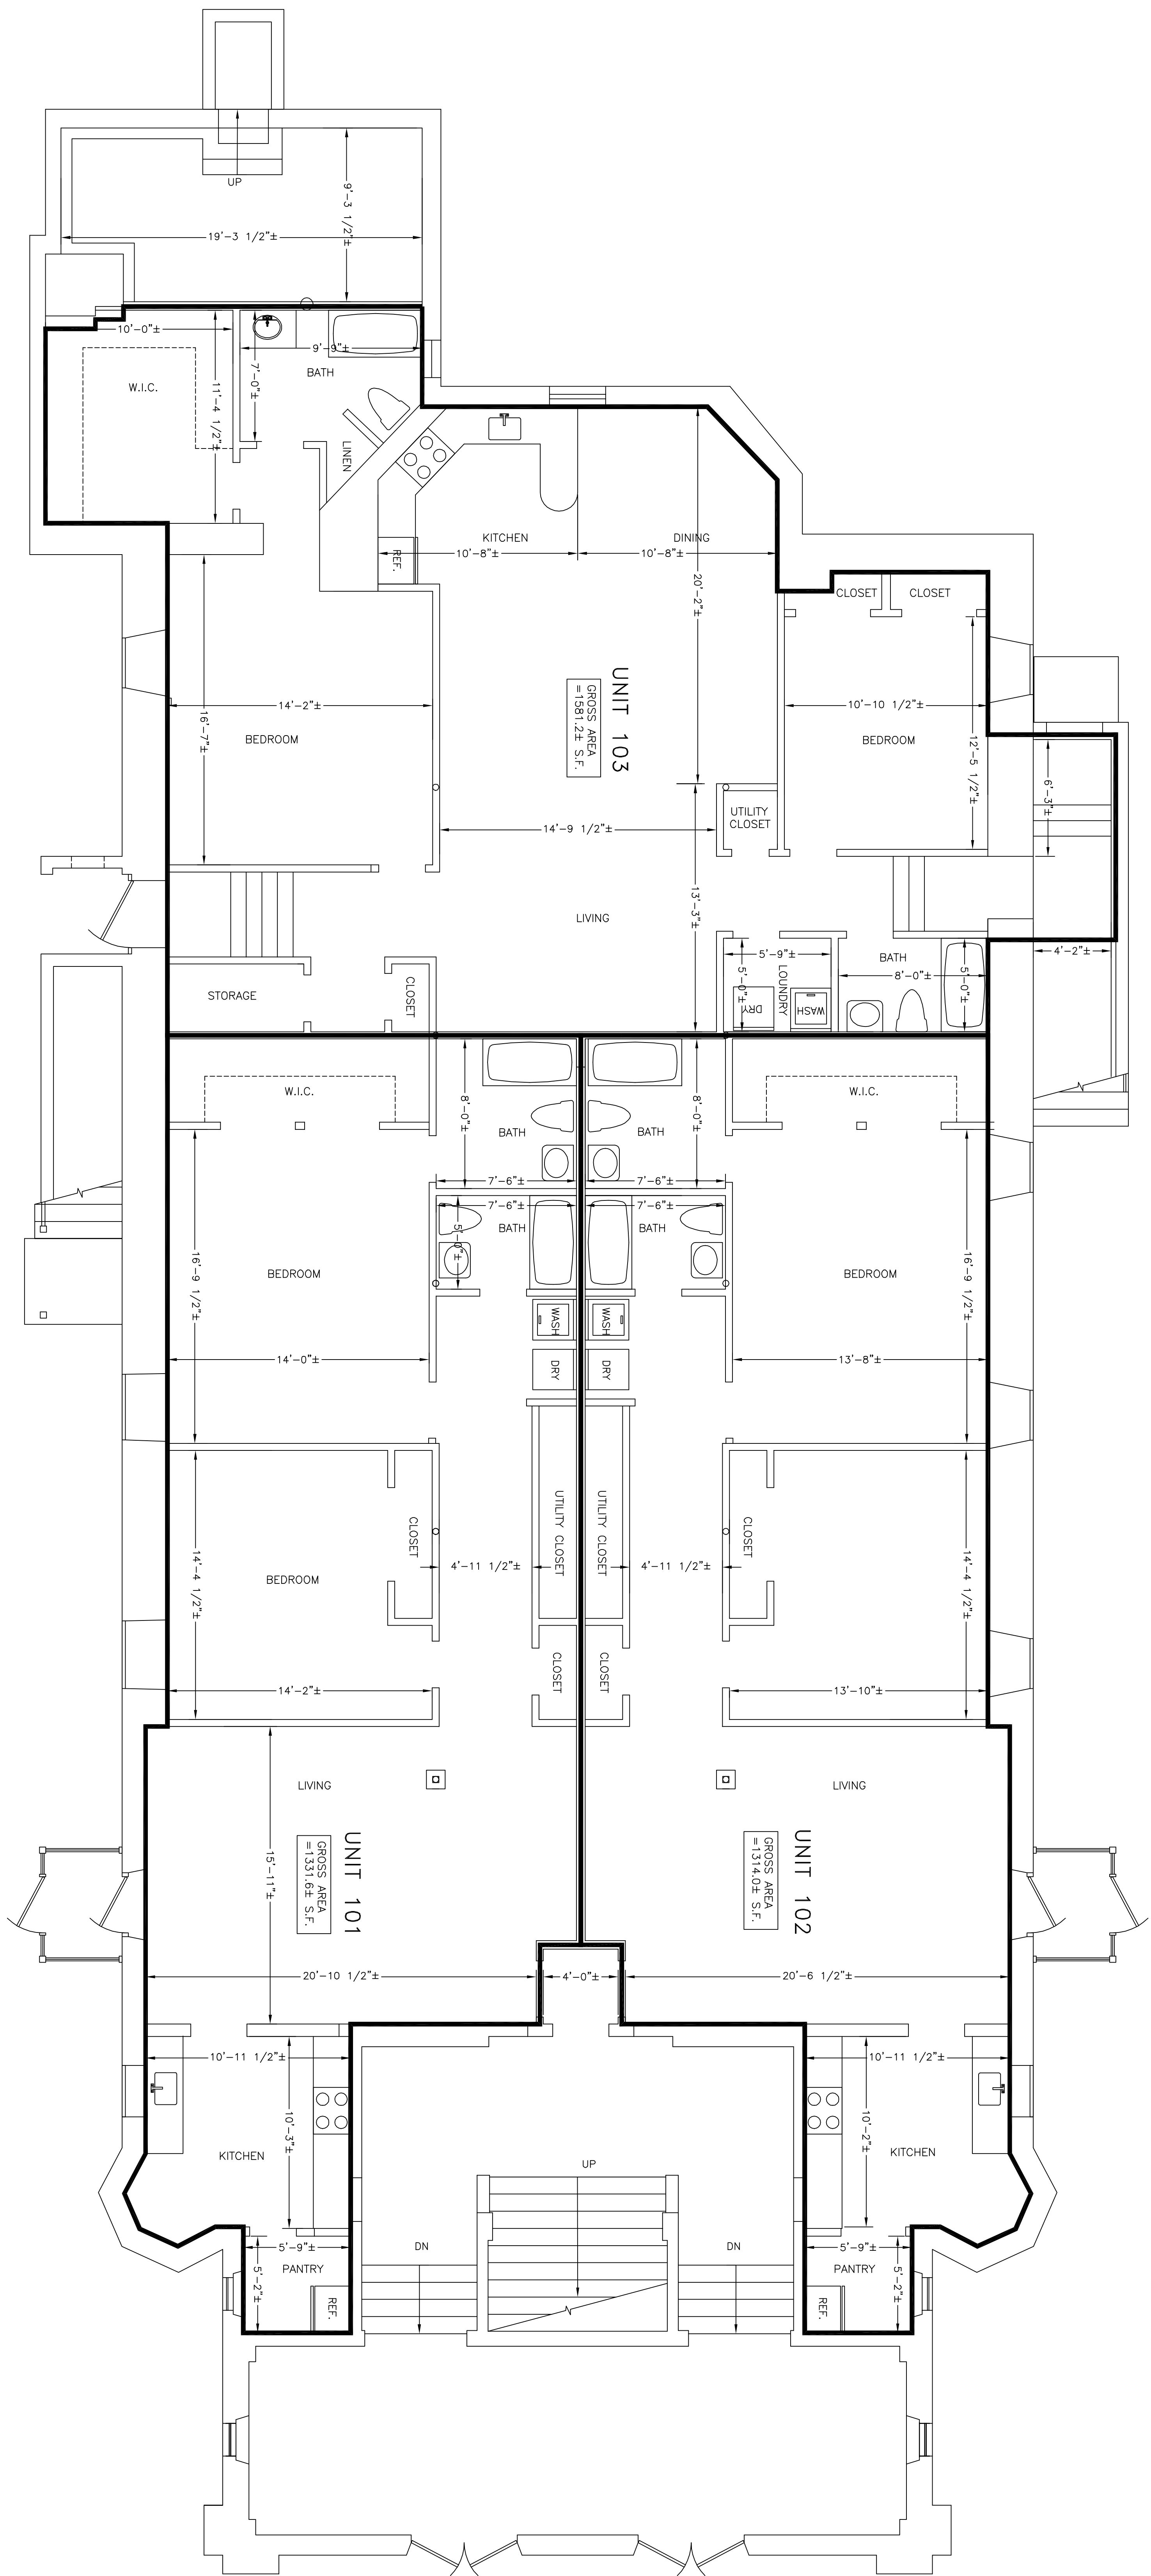 UP
9'-3 1/2"±
19'-3 1/2"±
10'-0"±
9'-9"±
7'-0"±
BATH
W.I.C.
11'-4 1/2"±
LINEN
KITCHEN
DINING
10'-8"±
10'-8"±
REF.
20'-2"±
CLOSET
CLOSET
UNIT 103
GROSS AREA
=1581.2± S.F.
14'-2"±
10'-10 1/2"±
16'-7"±
BEDROOM
BEDROOM
12'-5 1/2"±
6'-3"±
UTILITY
CLOSET
14'-9 1/2"±
13'-3"±
LIVING
4'-2"±
5'-9"±
BATH
8'-0"±
5'-0"±
5'-0"±
LOUNDRY
DRY
WASH
STORAGE
CLOSET
W.I.C.
W.I.C.
8'-0"±
8'-0"±
BATH
BATH
7'-6"±
7'-6"±
7'-6"±
7'-6"±
BATH
BATH
5'-0"±
16'-9 1/2"±
BEDROOM
BEDROOM
16'-9 1/2"±
WASH
WASH
14'-0"±
DRY
DRY
13'-8"±
CLOSET
UTILITY CLOSET
UTILITY CLOSET
CLOSET
14'-4 1/2"±
BEDROOM
4'-11 1/2"±
4'-11 1/2"±
14'-4 1/2"±
CLOSET
CLOSET
14'-2"±
13'-10"±
LIVING
LIVING
UNIT 101
GROSS AREA
=1331.6± S.F.
UNIT 102
GROSS AREA
=1314.0± S.F.
15'-11"±
20'-10 1/2"±
4'-0"±
20'-6 1/2"±
10'-11 1/2"±
10'-11 1/2"±
10'-3"±
10'-2"±
KITCHEN
KITCHEN
UP
DN
DN
5'-9"±
5'-9"±
5'-2"±
PANTRY
PANTRY
5'-2"±
REF.
REF.